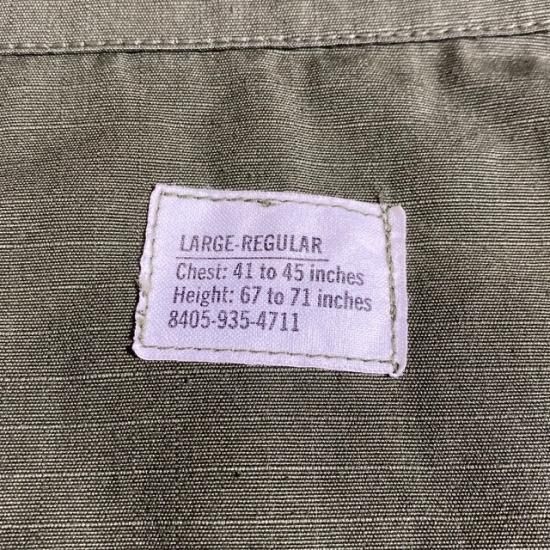 LARGE-REGULAR
Chest: 41 to 45 inches
Height: 67 to 71 inches
8405-935-4711